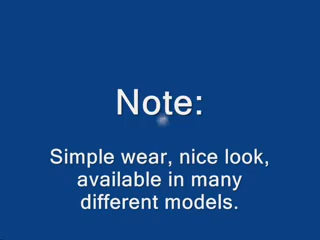 Note:
Simple wear, nice look,
available in many
different models.